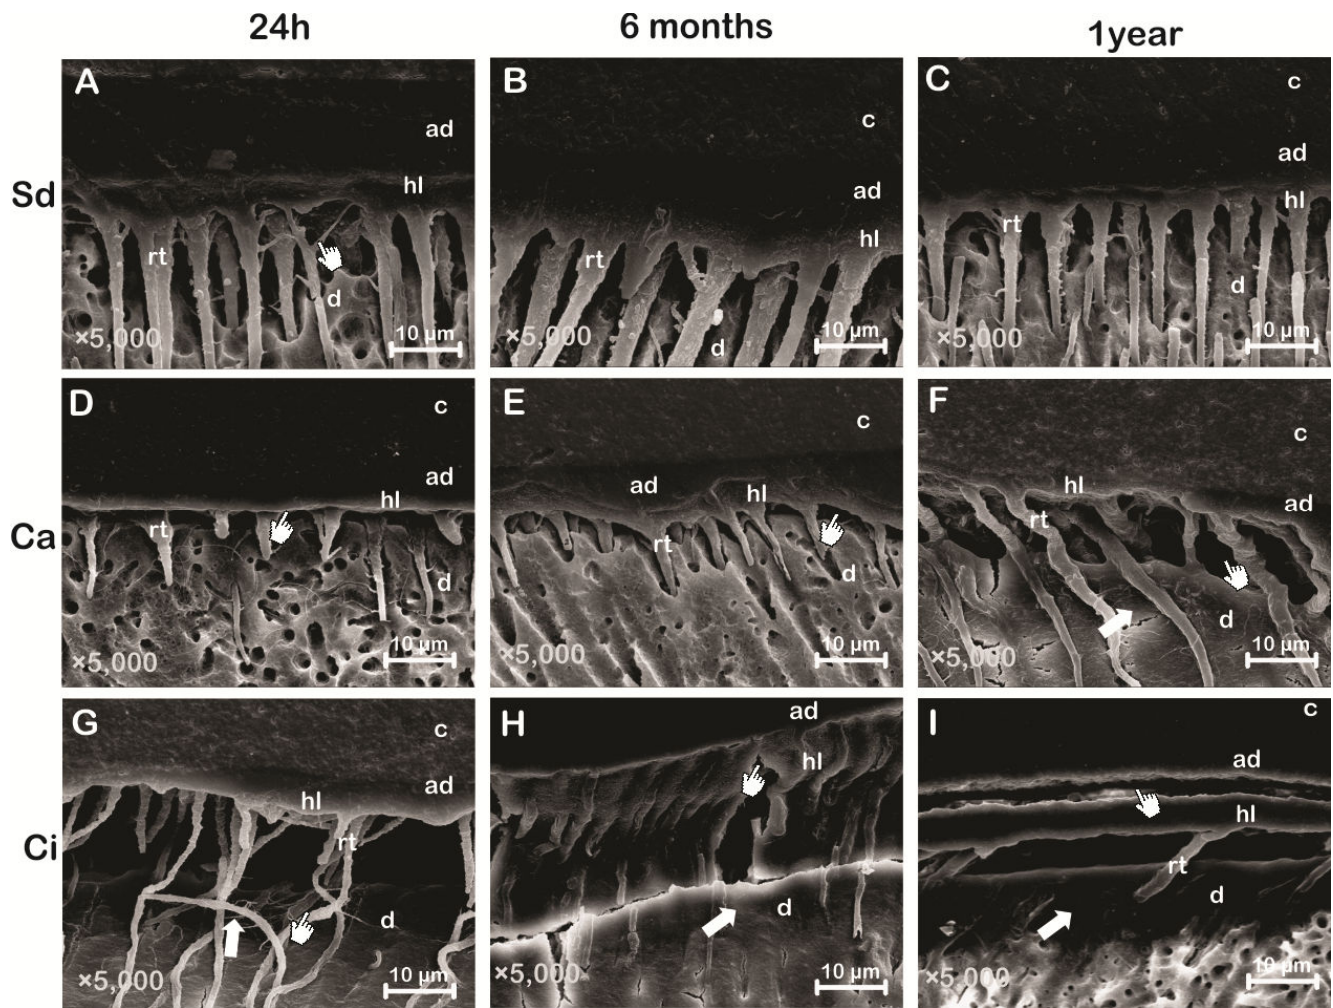 24h 6 months 1year
Sd
A
ad
hl
rt
d
×5,000
10 µm
B
c
ad
hl
rt
d
×5,000
10 µm
C
c
ad
hl
rt
d
×5,000
10 µm
Ca
D
c
ad
hl
rt
d
×5,000
10 µm
E
c
ad
hl
rt
d
×5,000
10 µm
F
c
hl
ad
rt
d
×5,000
10 µm
Ci
G
c
ad
hl
rt
d
×5,000
10 µm
H
ad
hl
d
×5,000
10 µm
I
c
ad
hl
rt
d
×5,000
10 µm